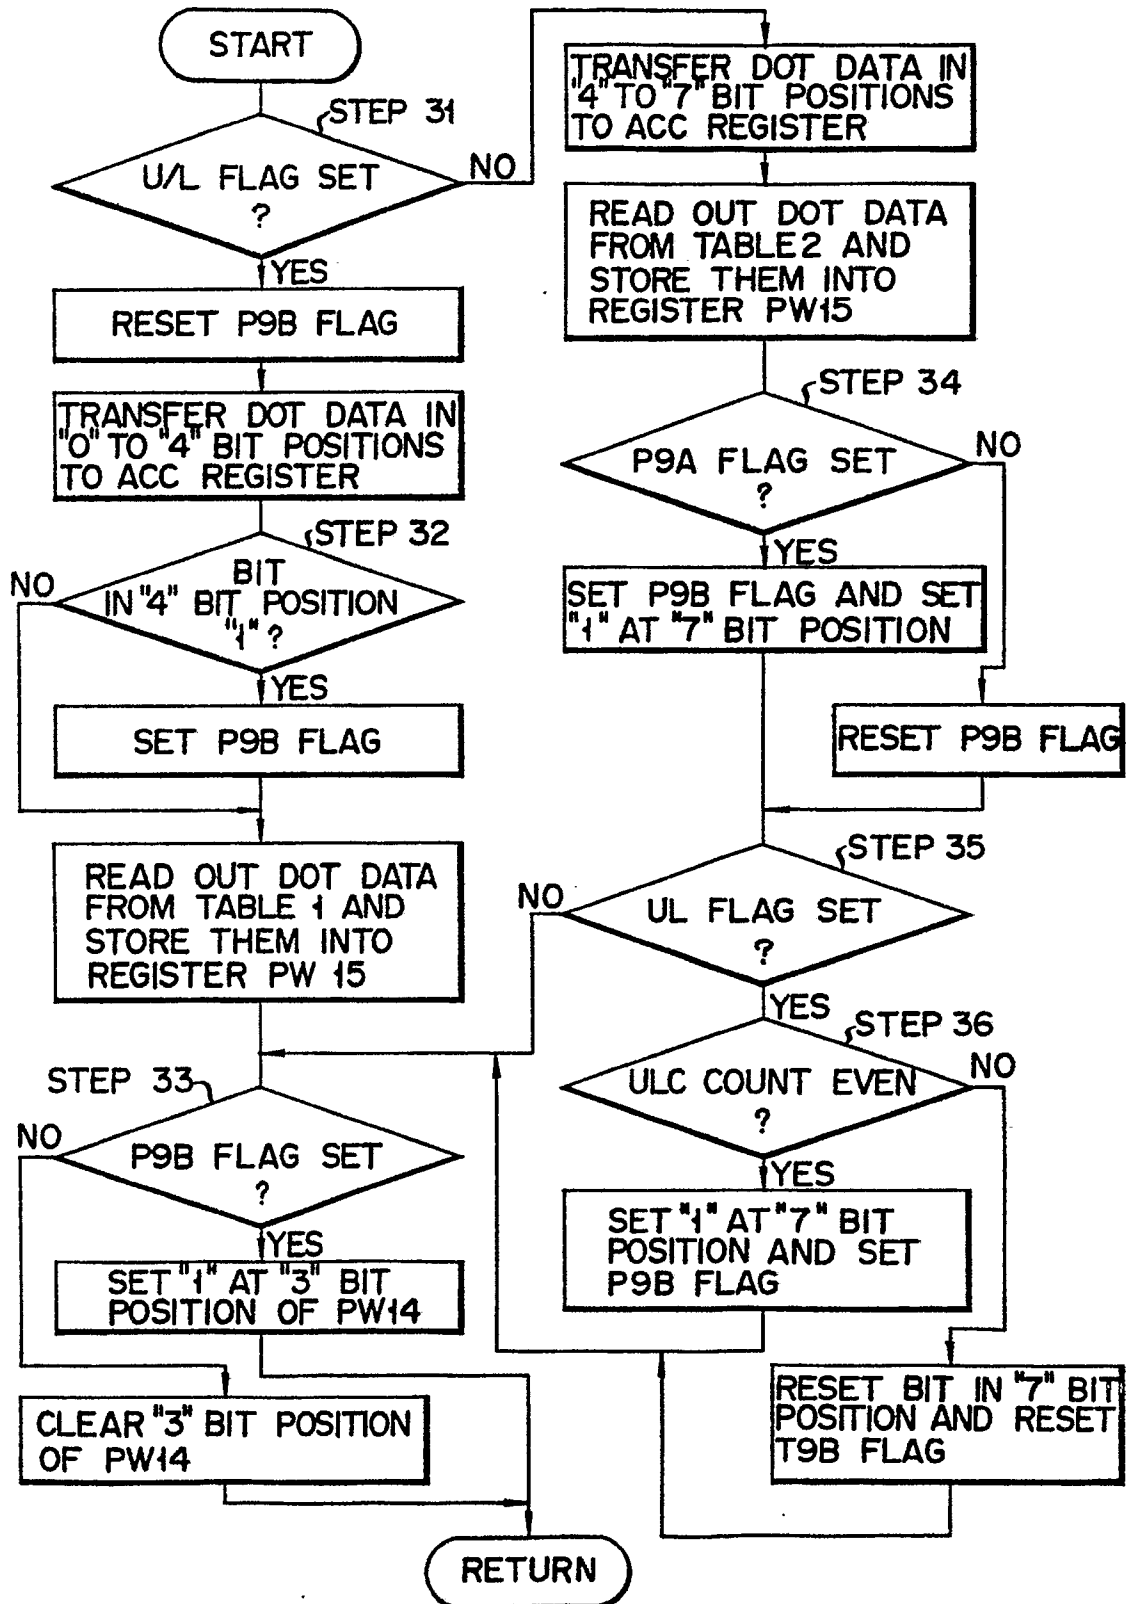 START
STEP 31
U/L FLAG SET
?
NO
YES
RESET P9B FLAG
TRANSFER DOT DATA IN
"0" TO "4" BIT POSITIONS
TO ACC REGISTER
STEP 32
BIT
IN "4" BIT POSITION
"1" ?
NO
YES
SET P9B FLAG
READ OUT DOT DATA
FROM TABLE 1 AND
STORE THEM INTO
REGISTER PW 15
STEP 33
P9B FLAG SET
?
NO
YES
SET "1" AT "3" BIT
POSITION OF PW14
CLEAR "3" BIT POSITION
OF PW14
TRANSFER DOT DATA IN
"4" TO "7" BIT POSITIONS
TO ACC REGISTER
READ OUT DOT DATA
FROM TABLE 2 AND
STORE THEM INTO
REGISTER PW15
STEP 34
P9A FLAG SET
?
NO
YES
SET P9B FLAG AND SET
"1" AT "7" BIT POSITION
RESET P9B FLAG
STEP 35
UL FLAG SET
?
NO
YES
STEP 36
ULC COUNT EVEN
?
NO
YES
SET "1" AT "7" BIT
POSITION AND SET
P9B FLAG
RESET BIT IN "7" BIT
POSITION AND RESET
T9B FLAG
RETURN